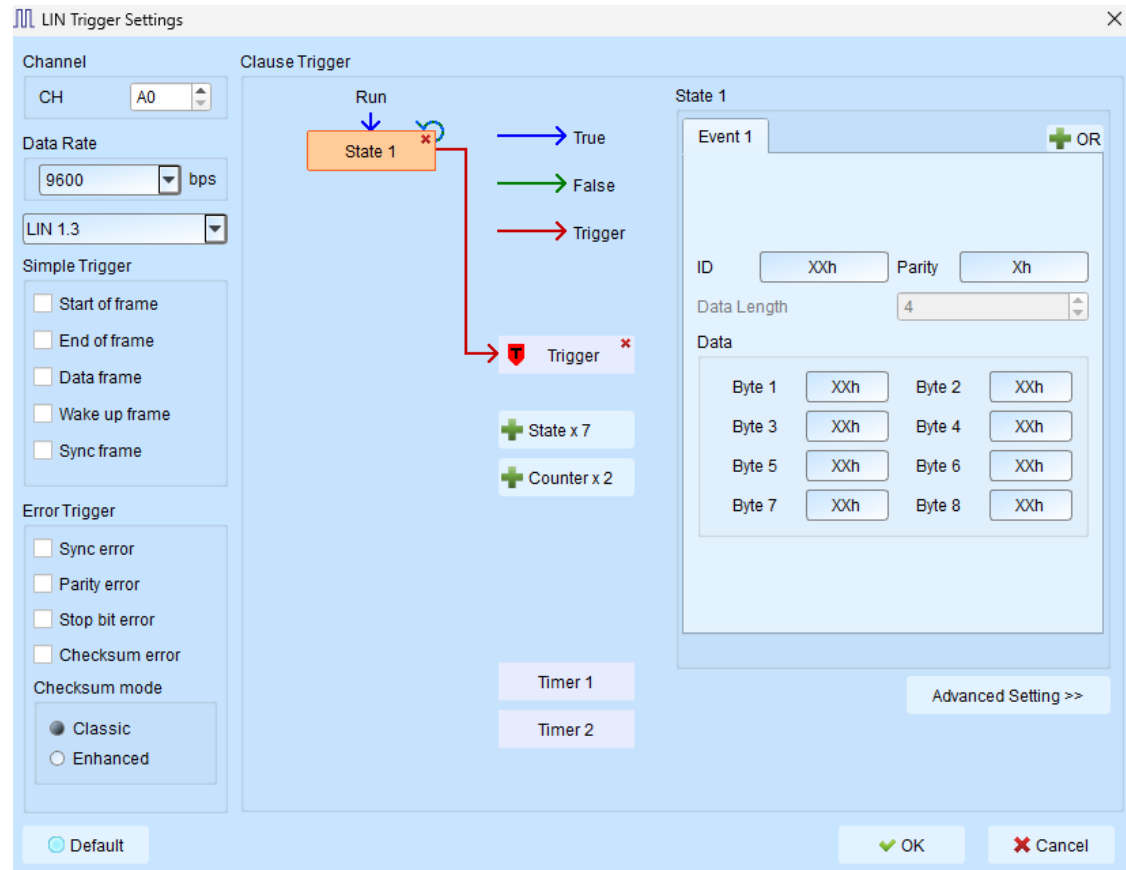 LIN Trigger Settings
Channel
CH A0
Data Rate
9600 bps
LIN 1.3
Simple Trigger
Start of frame
End of frame
Data frame
Wake up frame
Sync frame
Error Trigger
Sync error
Parity error
Stop bit error
Checksum error
Checksum mode
Classic
Enhanced
Default
Clause Trigger
Run
State 1
True
False
Trigger
T Trigger
State x 7
Counter x 2
Timer 1
Timer 2
State 1
Event 1
OR
ID XXh Parity Xh
Data Length 4
Data
Byte 1 XXh Byte 2 XXh
Byte 3 XXh Byte 4 XXh
Byte 5 XXh Byte 6 XXh
Byte 7 XXh Byte 8 XXh
Advanced Setting >>
OK
Cancel